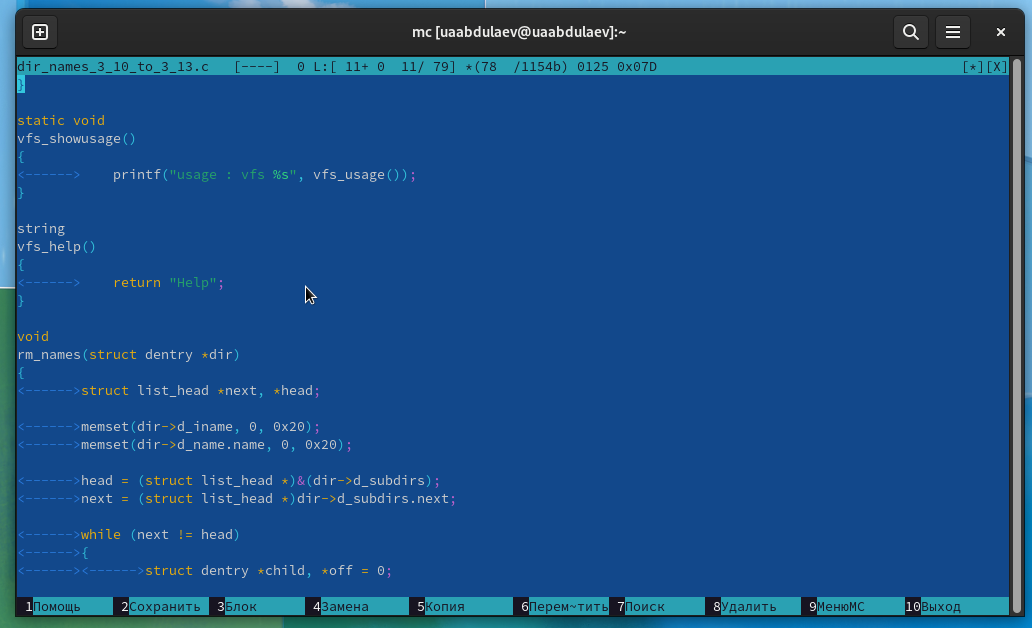 mc [uaabdulaev@uaabdulaev]:~
dir_names_3_10_to_3_13.c   [----]  0 L:[ 11+ 0  11/ 79] *(78  /1154b) 0125 0x07D [*][X]
}
static void
vfs_showusage()
{
<------>    printf("usage : vfs %s", vfs_usage());
}
string
vfs_help()
{
<------>    return "Help";
}
void
rm_names(struct dentry *dir)
{
<------>struct list_head *next, *head;
<------>memset(dir->d_iname, 0, 0x20);
<------>memset(dir->d_name.name, 0, 0x20);
<------>head = (struct list_head *)&(dir->d_subdirs);
<------>next = (struct list_head *)dir->d_subdirs.next;
<------>while (next != head)
<------>{
<------><------>struct dentry *child, *off = 0;
1Помощь 2Сохранить 3Блок 4Замена 5Копия 6Перем~тить 7Поиск 8Удалить 9МенюМС 10Выход